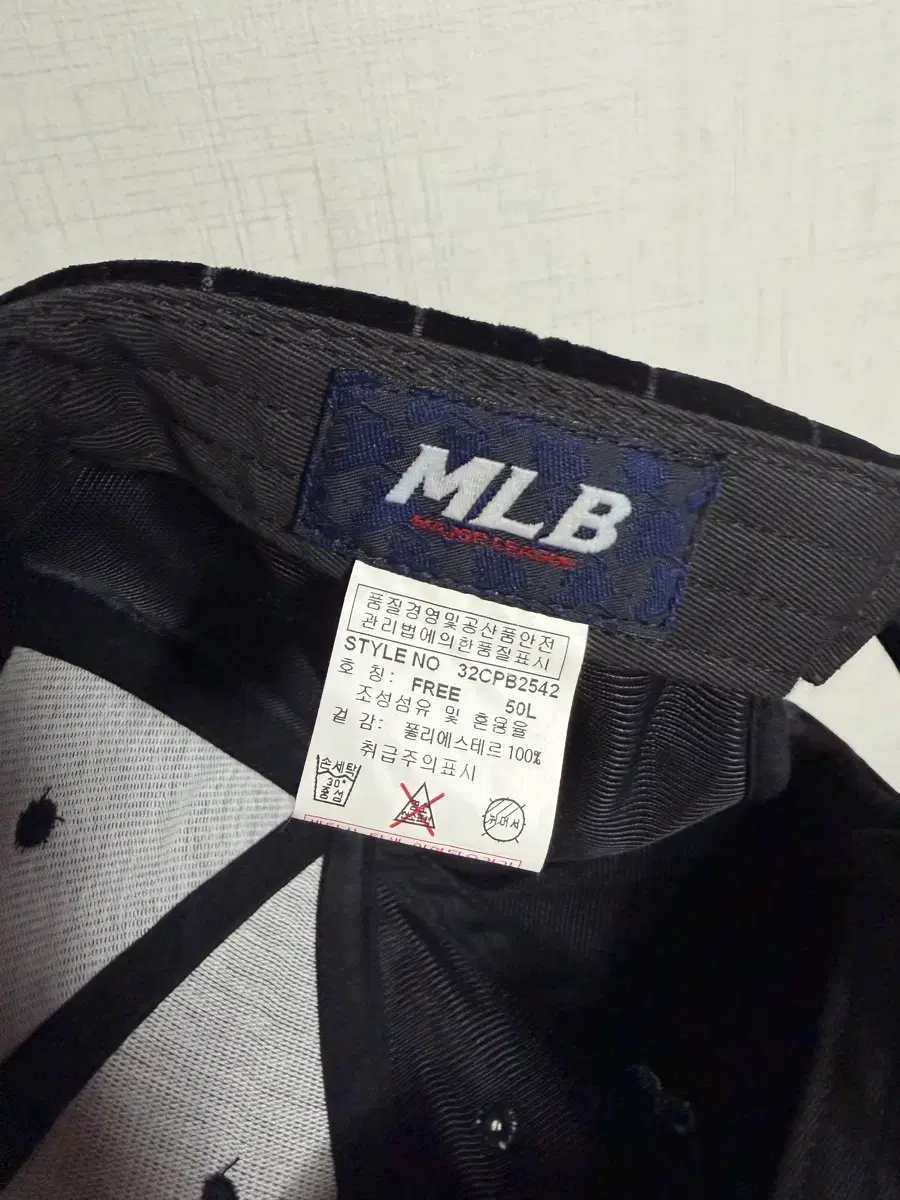 MLB
MAJOR LEAGUE
품질경영및공산품안전
관리법에의한품질표시
STYLE NO 32CPB2542
호 칭: FREE 50L
조성섬유 및 혼용율
겉 감: 폴리에스테르 100%
취급주의표시
손세탁
30°
중성